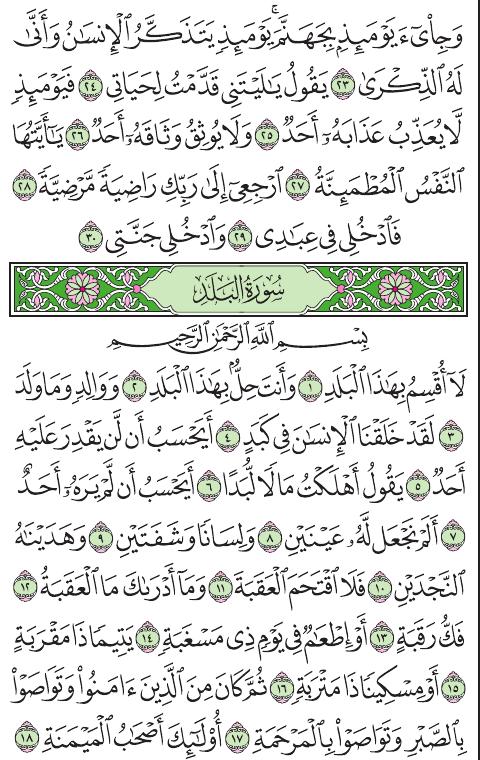 وَجِاْىٓءَ يَوْمَئِذٍۭ بِجَهَنَّمَ ۚ يَوْمَئِذٍ يَتَذَكَّرُ ٱلْإِنسَٰنُ وَأَنَّىٰ
لَهُ ٱلذِّكْرَىٰ ٢٣ يَقُولُ يَٰلَيْتَنِى قَدَّمْتُ لِحَيَاتِى ٢٤ فَيَوْمَئِذٍ
لَّا يُعَذِّبُ عَذَابَهُۥٓ أَحَدٌ ٢٥ وَلَا يُوثِقُ وَثَاقَهُۥٓ أَحَدٌ ٢٦ يَٰٓأَيَّتُهَا
ٱلنَّفْسُ ٱلْمُطْمَئِنَّةُ ٢٧ ٱرْجِعِىٓ إِلَىٰ رَبِّكِ رَاضِيَةً مَّرْضِيَّةً ٢٨
فَٱدْخُلِى فِى عِبَٰدِى ٢٩ وَٱدْخُلِى جَنَّتِى ٣٠
سُورَةُ البَلَدِ
بِسْمِ ٱللَّهِ ٱلرَّحْمَٰنِ ٱلرَّحِيمِ
لَآ أُقْسِمُ بِهَٰذَا ٱلْبَلَدِ ١ وَأَنتَ حِلٌّۢ بِهَٰذَا ٱلْبَلَدِ ٢ وَوَالِدٍ وَمَا وَلَدَ
٣ لَقَدْ خَلَقْنَا ٱلْإِنسَٰنَ فِى كَبَدٍ ٤ أَيَحْسَبُ أَن لَّن يَقْدِرَ عَلَيْهِ
أَحَدٌ ٥ يَقُولُ أَهْلَكْتُ مَالًا لُّبَدًا ٦ أَيَحْسَبُ أَن لَّمْ يَرَهُۥٓ أَحَدٌ
٧ أَلَمْ نَجْعَل لَّهُۥ عَيْنَيْنِ ٨ وَلِسَانًا وَشَفَتَيْنِ ٩ وَهَدَيْنَٰهُ
ٱلنَّجْدَيْنِ ١٠ فَلَا ٱقْتَحَمَ ٱلْعَقَبَةَ ١١ وَمَآ أَدْرَىٰكَ مَا ٱلْعَقَبَةُ ١٢
فَكُّ رَقَبَةٍ ١٣ أَوْ إِطْعَٰمٌ فِى يَوْمٍ ذِى مَسْغَبَةٍ ١٤ يَتِيمًا ذَا مَقْرَبَةٍ
١٥ أَوْ مِسْكِينًا ذَا مَتْرَبَةٍ ١٦ ثُمَّ كَانَ مِنَ ٱلَّذِينَ ءَامَنُوا۟ وَتَوَاصَوْا۟
بِٱلصَّبْرِ وَتَوَاصَوْا۟ بِٱلْمَرْحَمَةِ ١٧ أُو۟لَٰٓئِكَ أَصْحَٰبُ ٱلْمَيْمَنَةِ ١٨